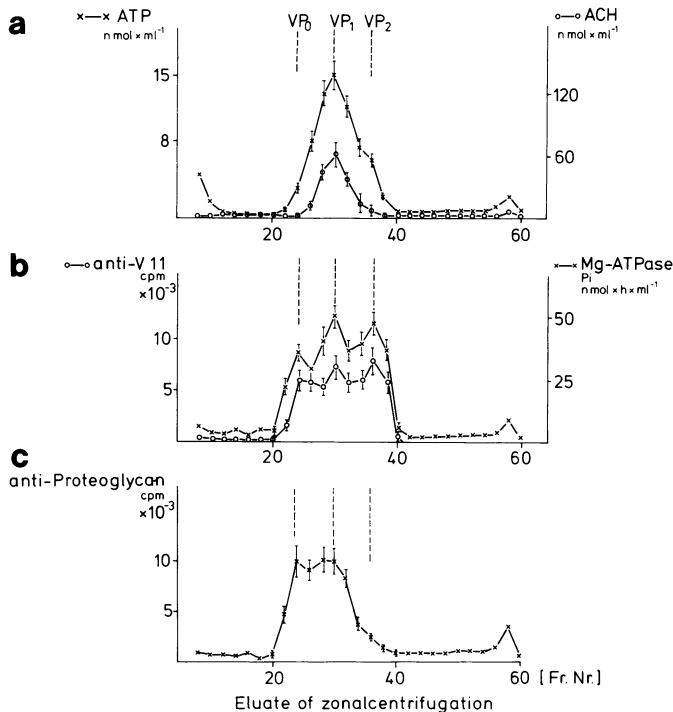 a
×—× ATP
n mol × ml⁻¹
VP₀ VP₁ VP₂
o—o ACH
n mol × ml⁻¹
15
8
120
60
0
20 40 60
b
o—o anti-V 11
cpm
×10⁻³
×—× Mg-ATPase
Pi
n mol × h × ml⁻¹
10
5
50
25
20 40 60
c
anti-Proteoglycan
cpm
×10⁻³
10
5
20 40 60 [Fr. Nr.]
Eluate of zonalcentrifugation